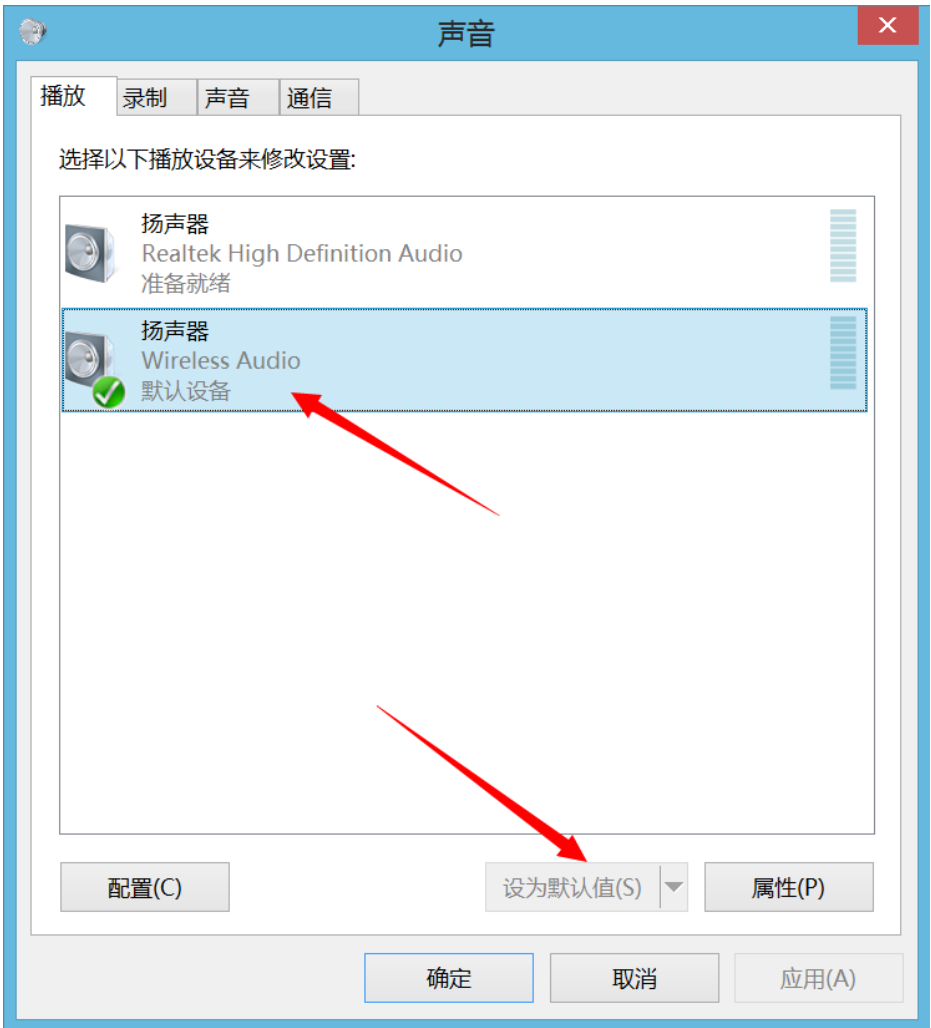 声音
播放
录制
声音
通信
选择以下播放设备来修改设置:
扬声器
Realtek High Definition Audio
准备就绪
扬声器
Wireless Audio
默认设备
配置(C)
设为默认值(S)
属性(P)
确定
取消
应用(A)